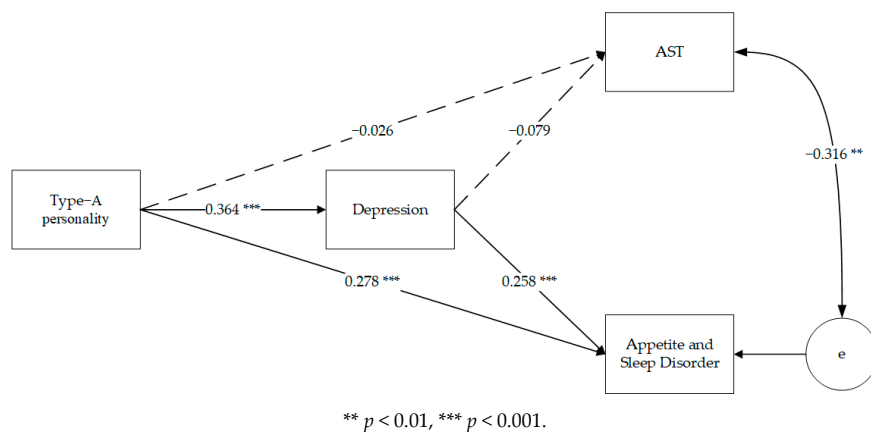 AST
−0.026
−0.079
−0.316 **
Type−A
personality
0.364 ***
Depression
0.278 ***
0.258 ***
Appetite and
Sleep Disorder
e
** p < 0.01, *** p < 0.001.